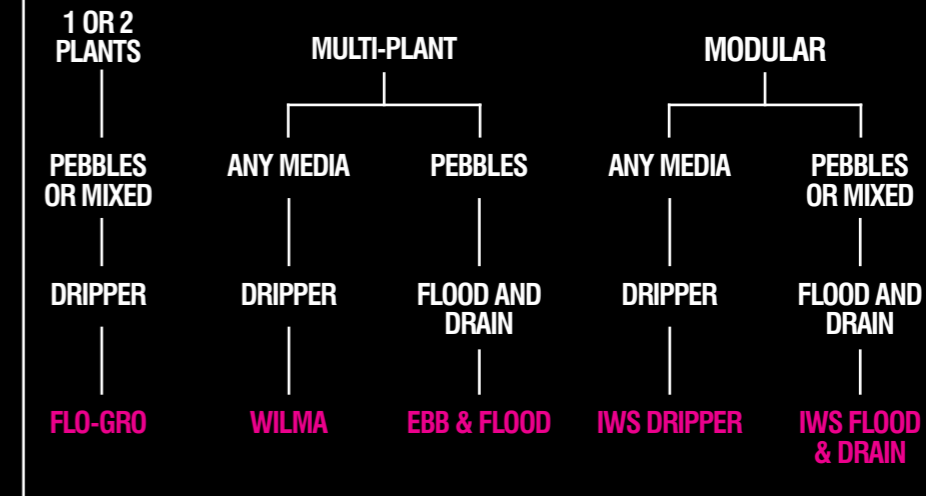 1 OR 2
PLANTS
MULTI-PLANT
MODULAR
PEBBLES
OR MIXED
ANY MEDIA
PEBBLES
ANY MEDIA
PEBBLES
OR MIXED
DRIPPER
DRIPPER
FLOOD AND
DRAIN
DRIPPER
FLOOD AND
DRAIN
FLO-GRO
WILMA
EBB & FLOOD
IWS DRIPPER
IWS FLOOD
& DRAIN